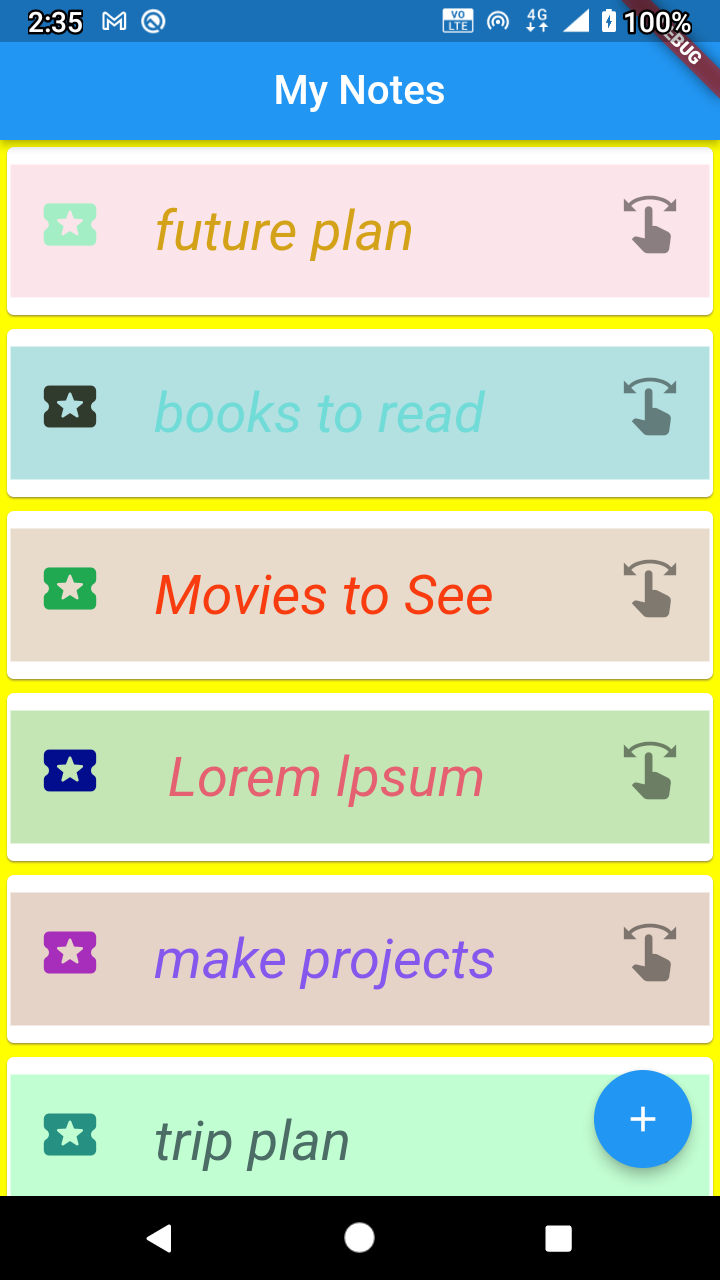 2:35 VO LTE 4G 100%
My Notes
future plan
books to read
Movies to See
Lorem Ipsum
make projects
trip plan